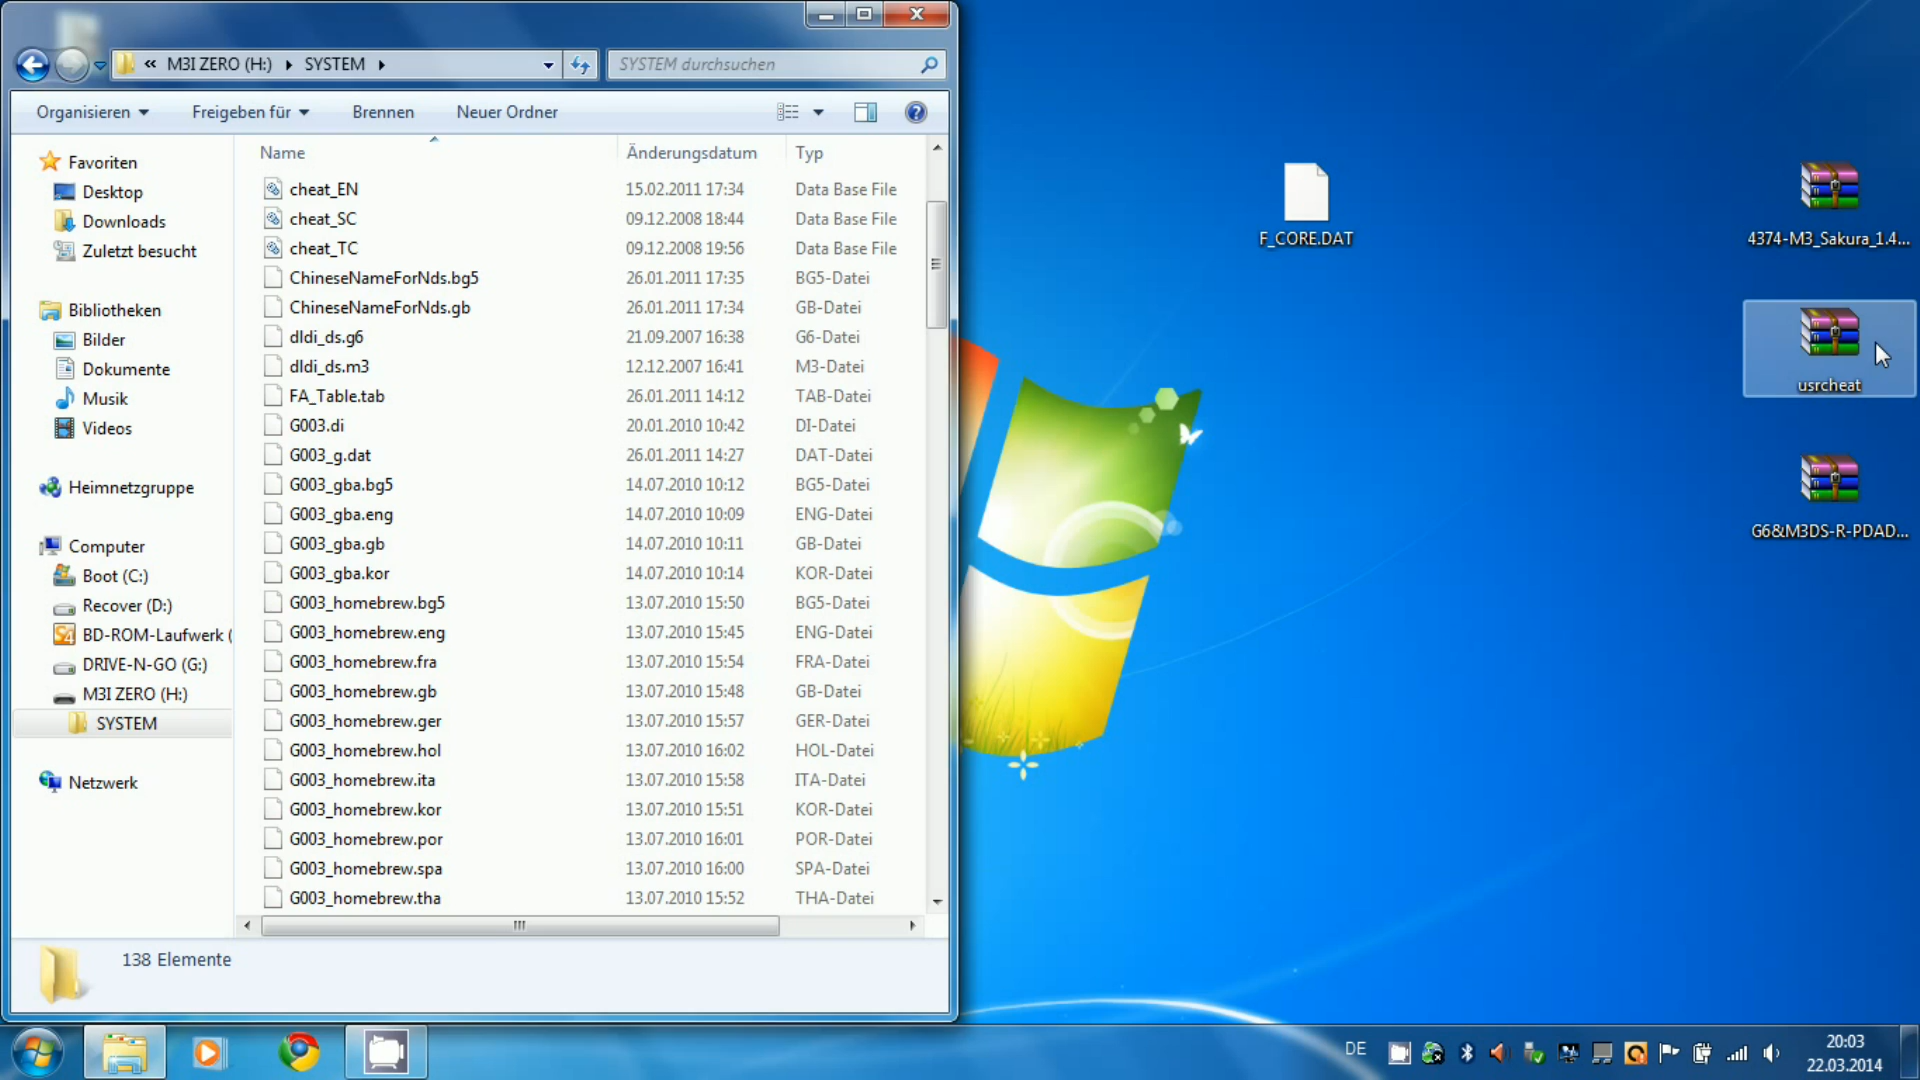 « M3I ZERO (H:) SYSTEM
SYSTEM durchsuchen
Organisieren Freigeben für Brennen Neuer Ordner
Favoriten
Desktop
Downloads
Zuletzt besucht
Bibliotheken
Bilder
Dokumente
Musik
Videos
Heimnetzgruppe
Computer
Boot (C:)
Recover (D:)
BD-ROM-Laufwerk (
DRIVE-N-GO (G:)
M3I ZERO (H:)
SYSTEM
Netzwerk
Name Änderungsdatum Typ
cheat_EN 15.02.2011 17:34 Data Base File
cheat_SC 09.12.2008 18:44 Data Base File
cheat_TC 09.12.2008 19:56 Data Base File
ChineseNameForNds.bg5 26.01.2011 17:35 BG5-Datei
ChineseNameForNds.gb 26.01.2011 17:34 GB-Datei
dldi_ds.g6 21.09.2007 16:38 G6-Datei
dldi_ds.m3 12.12.2007 16:41 M3-Datei
FA_Table.tab 26.01.2011 14:12 TAB-Datei
G003.di 20.01.2010 10:42 DI-Datei
G003_g.dat 26.01.2011 14:27 DAT-Datei
G003_gba.bg5 14.07.2010 10:12 BG5-Datei
G003_gba.eng 14.07.2010 10:09 ENG-Datei
G003_gba.gb 14.07.2010 10:11 GB-Datei
G003_gba.kor 14.07.2010 10:14 KOR-Datei
G003_homebrew.bg5 13.07.2010 15:50 BG5-Datei
G003_homebrew.eng 13.07.2010 15:45 ENG-Datei
G003_homebrew.fra 13.07.2010 15:54 FRA-Datei
G003_homebrew.gb 13.07.2010 15:48 GB-Datei
G003_homebrew.ger 13.07.2010 15:57 GER-Datei
G003_homebrew.hol 13.07.2010 16:02 HOL-Datei
G003_homebrew.ita 13.07.2010 15:58 ITA-Datei
G003_homebrew.kor 13.07.2010 15:51 KOR-Datei
G003_homebrew.por 13.07.2010 16:01 POR-Datei
G003_homebrew.spa 13.07.2010 16:00 SPA-Datei
G003_homebrew.tha 13.07.2010 15:52 THA-Datei
138 Elemente
F_CORE.DAT
4374-M3_Sakura_1.4...
usrcheat
G6&M3DS-R-PDAD...
DE
20:03
22.03.2014